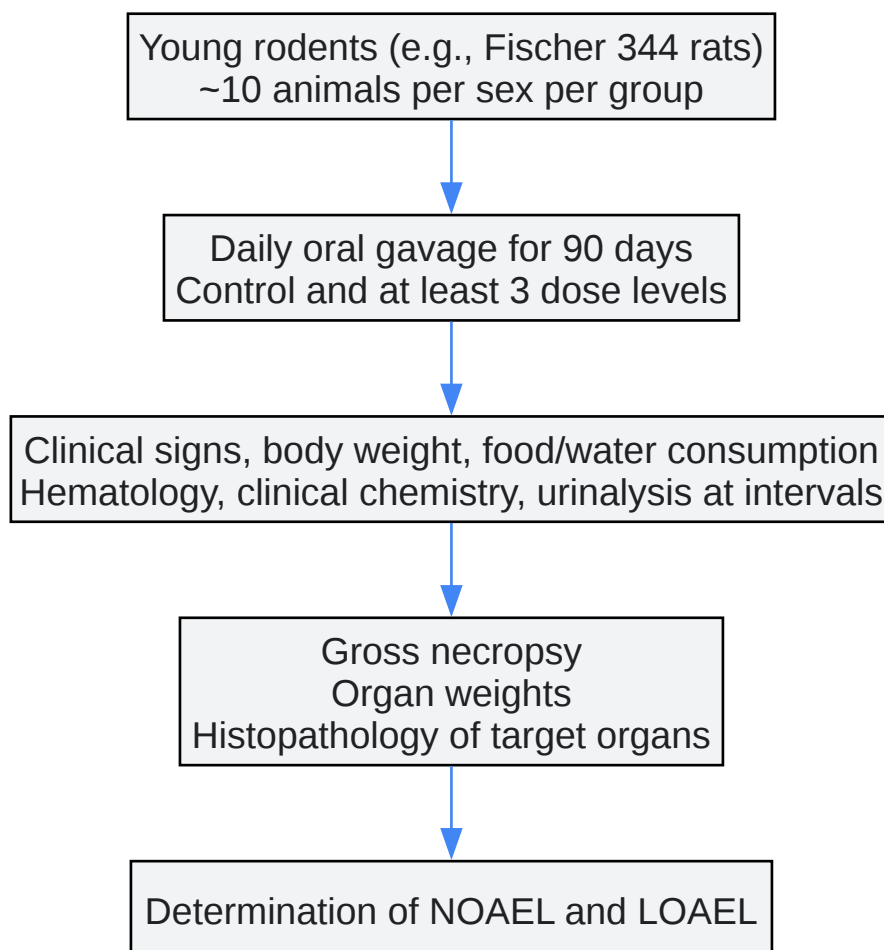 Young rodents (e.g., Fischer 344 rats)
~10 animals per sex per group
Daily oral gavage for 90 days
Control and at least 3 dose levels
Clinical signs, body weight, food/water consumption
Hematology, clinical chemistry, urinalysis at intervals
Gross necropsy
Organ weights
Histopathology of target organs
Determination of NOAEL and LOAEL